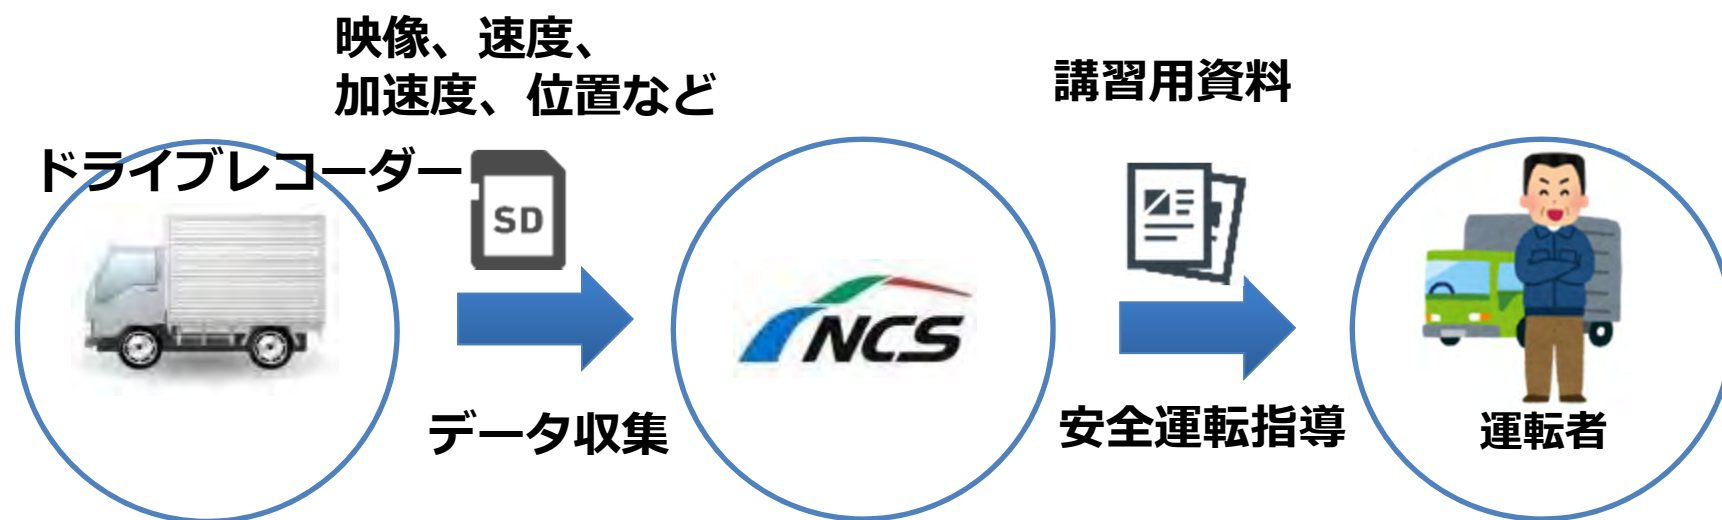 映像、速度、
加速度、位置など
講習用資料
ドライブレコーダー
SD
NCS
データ収集
安全運転指導
運転者